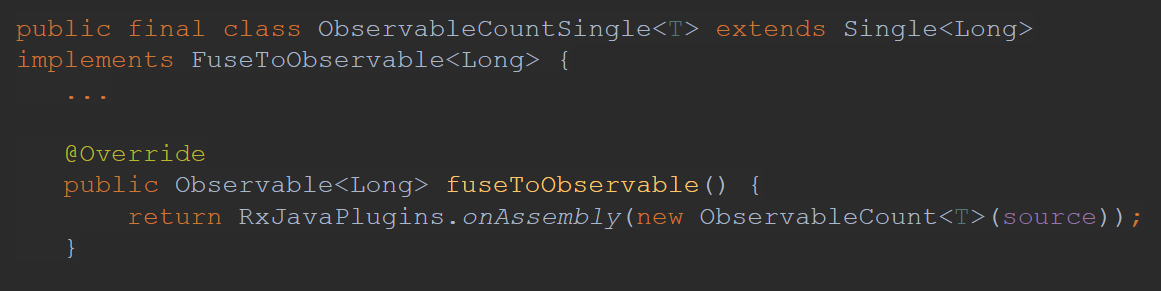 public final class ObservableCountSingle<T> extends Single<Long>
implements FuseToObservable<Long> {
...
@Override
public Observable<Long> fuseToObservable() {
return RxJavaPlugins.onAssembly(new ObservableCount<T>(source));
}